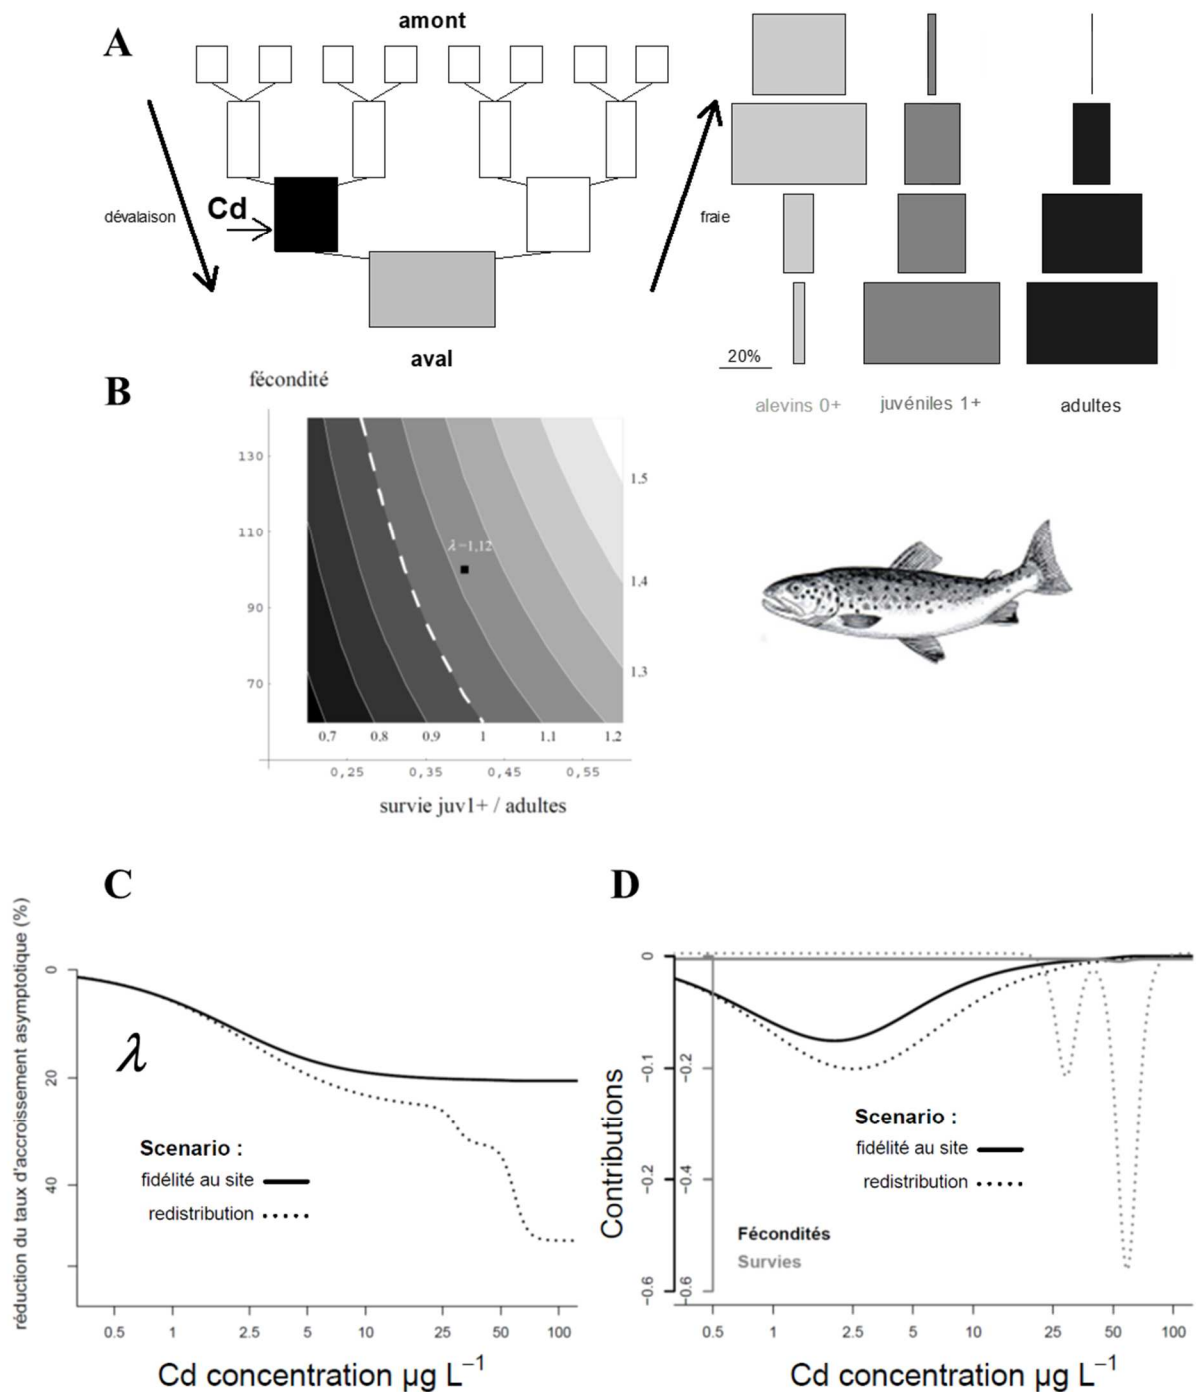 A
amont
dévalaison
Cd
fraie
aval
20%
alevins 0+
juvéniles 1+
adultes
B
fécondité
130
110
90
70
λ=1,12
1,5
1,4
1,3
0,7
0,8
0,9
1
1,1
1,2
0,25
0,35
0,45
0,55
survie juv1+ / adultes
C
réduction du taux d'accroissement asymptotique (%)
0
20
40
λ
Scenario :
fidélité au site
redistribution
0.5
1
2.5
5
10
25
50
100
Cd concentration µg L⁻¹
D
Contributions
0
−0.1
−0.2
−0.6
−0.2
−0.4
−0.6
Scenario :
fidélité au site
redistribution
Fécondités
Survies
0.5
1
2.5
5
10
25
50
100
Cd concentration µg L⁻¹